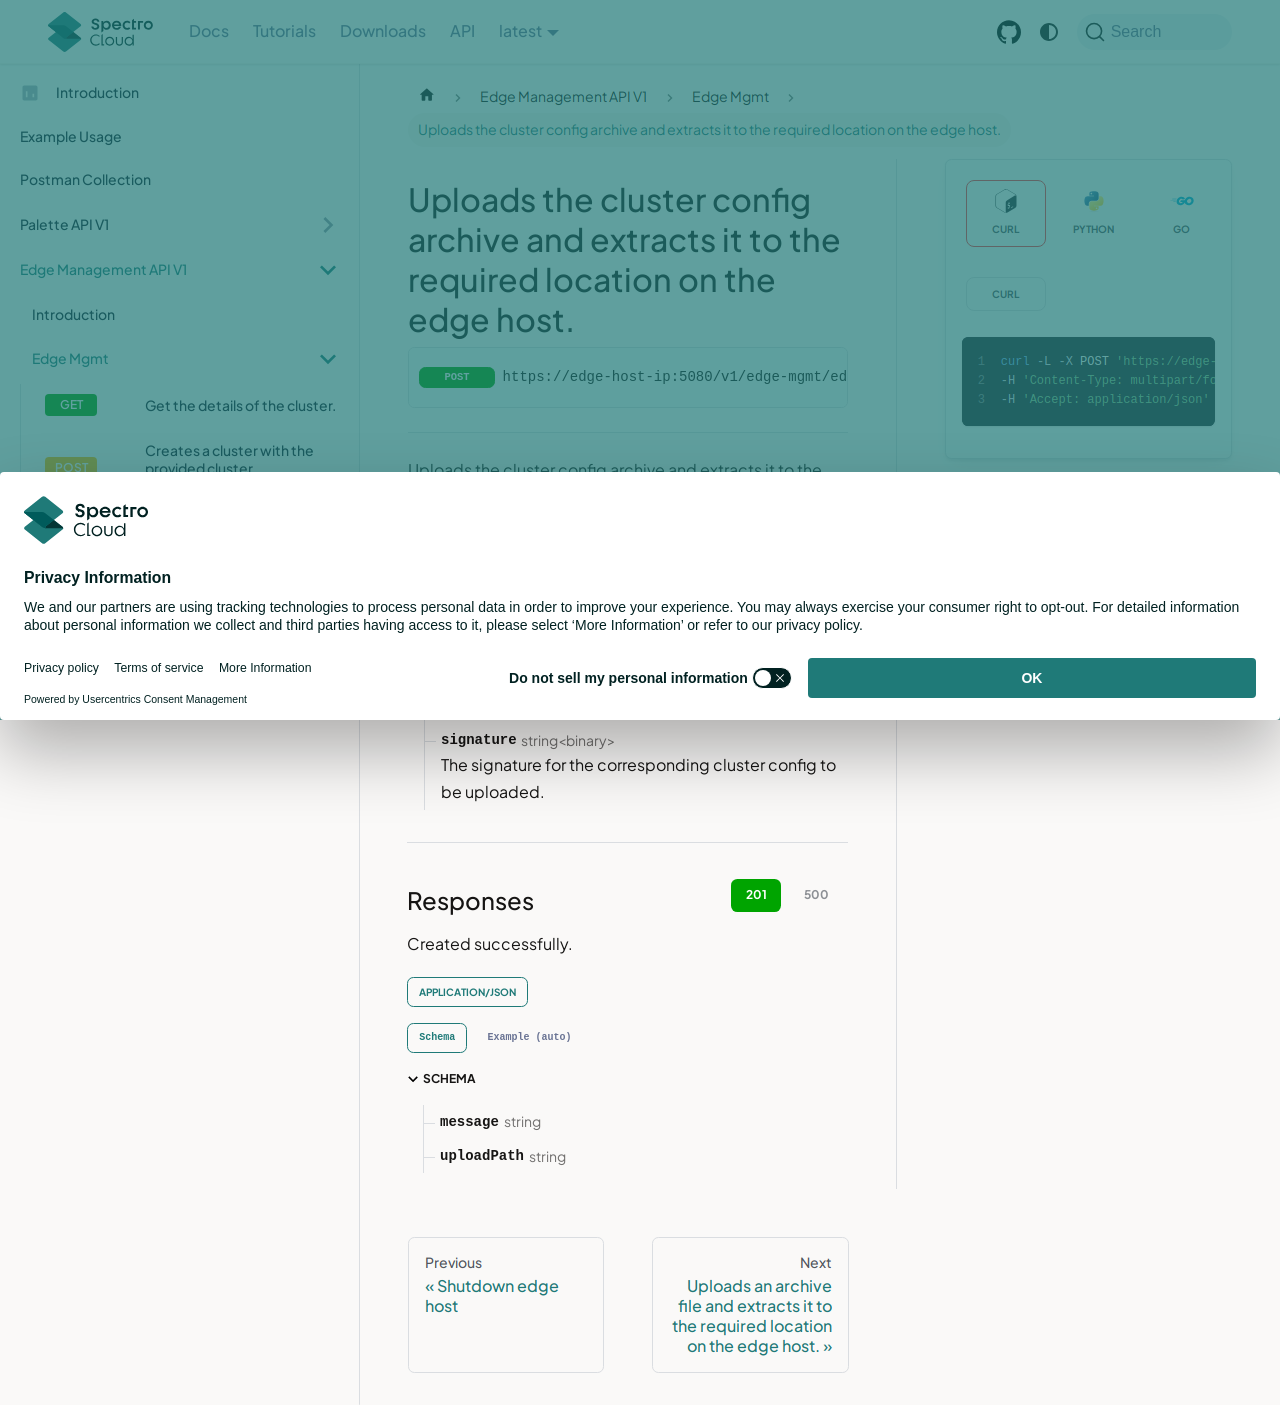 Spectro Cloud
Docs
Tutorials
Downloads
API
latest
Search
Introduction
Example Usage
Postman Collection
Palette API V1
Edge Management API V1
Introduction
Edge Mgmt
GET Get the details of the cluster.
POST Creates a cluster with the
provided cluster
Edge Management API V1
Edge Mgmt
Uploads the cluster config archive and extracts it to the required location on the edge host.
Uploads the cluster config
archive and extracts it to the
required location on the
edge host.
POST https://edge-host-ip:5080/v1/edge-mgmt/ed
Uploads the cluster config archive and extracts it to the
CURL
PYTHON
GO
CURL
1 curl -L -X POST 'https://edge-
2 -H 'Content-Type: multipart/fo
3 -H 'Accept: application/json'
Spectro
Cloud
Privacy Information
We and our partners are using tracking technologies to process personal data in order to improve your experience. You may always exercise your consumer right to opt-out. For detailed information
about personal information we collect and third parties having access to it, please select ‘More Information’ or refer to our privacy policy.
Privacy policy
Terms of service
More Information
Powered by Usercentrics Consent Management
Do not sell my personal information
OK
signature string<binary>
The signature for the corresponding cluster config to
be uploaded.
Responses
201
500
Created successfully.
APPLICATION/JSON
Schema
Example (auto)
SCHEMA
message string
uploadPath string
Previous
« Shutdown edge
host
Next
Uploads an archive
file and extracts it to
the required location
on the edge host. »